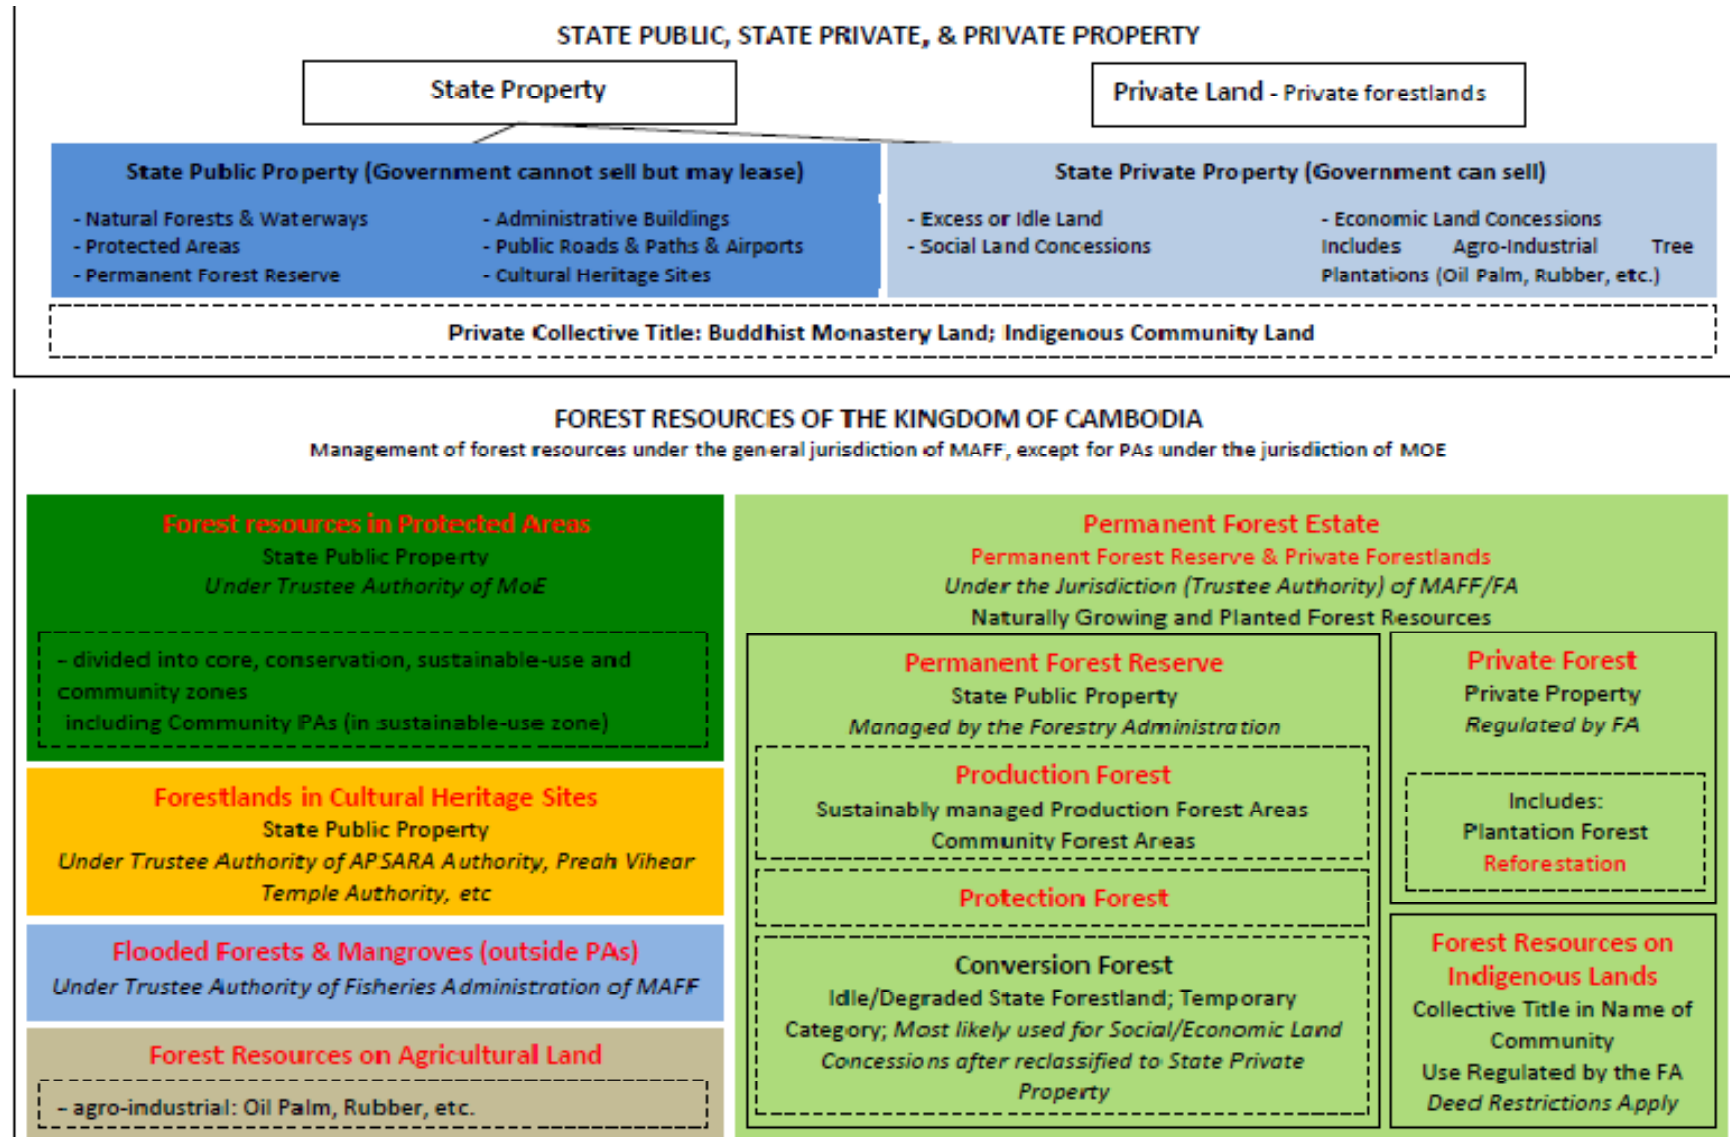 STATE PUBLIC, STATE PRIVATE, & PRIVATE PROPERTY
State Property
Private Land - Private forestlands
State Public Property (Government cannot sell but may lease)
- Natural Forests & Waterways
- Protected Areas
- Permanent Forest Reserve
- Administrative Buildings
- Public Roads & Paths & Airports
- Cultural Heritage Sites
State Private Property (Government can sell)
- Excess or Idle Land
- Social Land Concessions
- Economic Land Concessions
Includes Agro-Industrial Tree
Plantations (Oil Palm, Rubber, etc.)
Private Collective Title: Buddhist Monastery Land; Indigenous Community Land
FOREST RESOURCES OF THE KINGDOM OF CAMBODIA
Management of forest resources under the general jurisdiction of MAFF, except for PAs under the jurisdiction of MOE
Forest resources in Protected Areas
State Public Property
Under Trustee Authority of MoE
- divided into core, conservation, sustainable-use and
community zones
including Community PAs (in sustainable-use zone)
Forestlands in Cultural Heritage Sites
State Public Property
Under Trustee Authority of APSARA Authority, Preah Vihear
Temple Authority, etc
Flooded Forests & Mangroves (outside PAs)
Under Trustee Authority of Fisheries Administration of MAFF
Forest Resources on Agricultural Land
- agro-industrial: Oil Palm, Rubber, etc.
Permanent Forest Estate
Permanent Forest Reserve & Private Forestlands
Under the Jurisdiction (Trustee Authority) of MAFF/FA
Naturally Growing and Planted Forest Resources
Permanent Forest Reserve
State Public Property
Managed by the Forestry Administration
Production Forest
Sustainably managed Production Forest Areas
Community Forest Areas
Protection Forest
Conversion Forest
Idle/Degraded State Forestland; Temporary
Category; Most likely used for Social/Economic Land
Concessions after reclassified to State Private
Property
Private Forest
Private Property
Regulated by FA
Includes:
Plantation Forest
Reforestation
Forest Resources on
Indigenous Lands
Collective Title in Name of
Community
Use Regulated by the FA
Deed Restrictions Apply